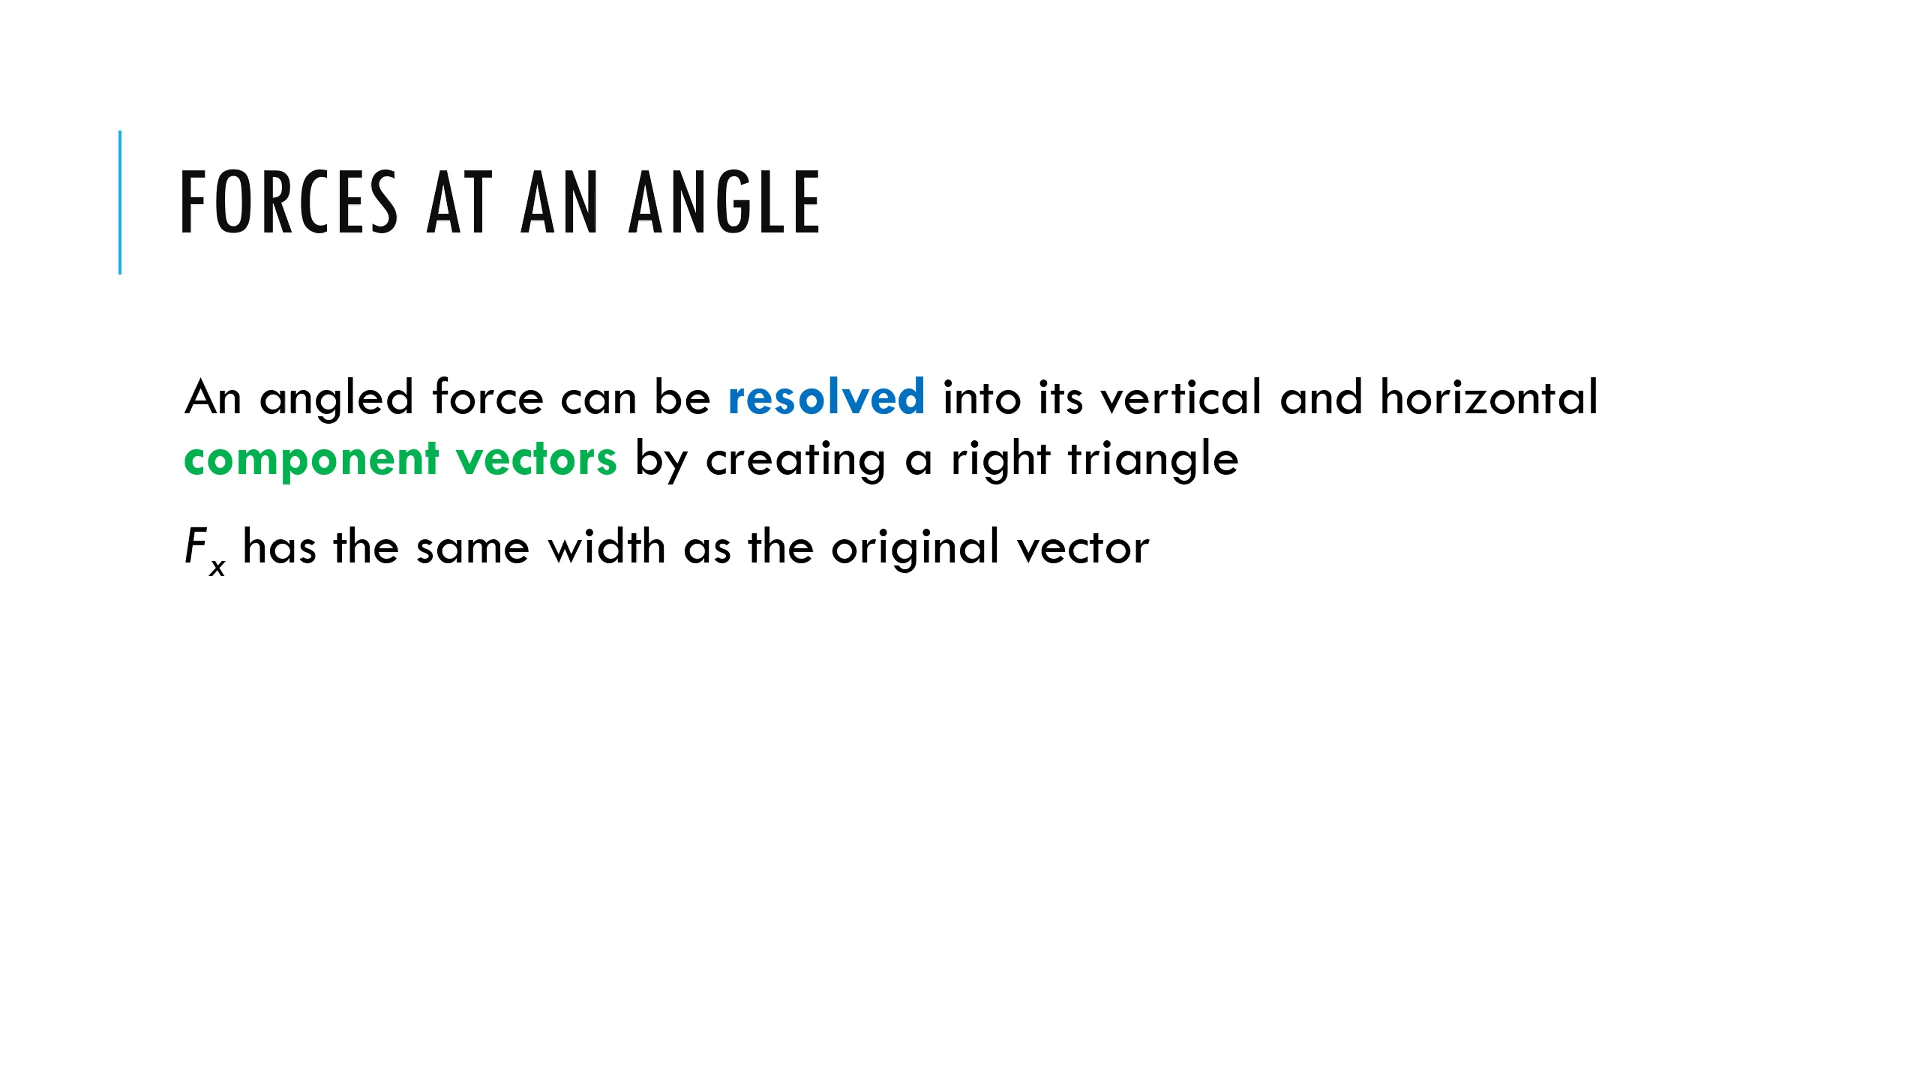 FORCES AT AN ANGLE
An angled force can be resolved into its vertical and horizontal
component vectors by creating a right triangle
Fx has the same width as the original vector